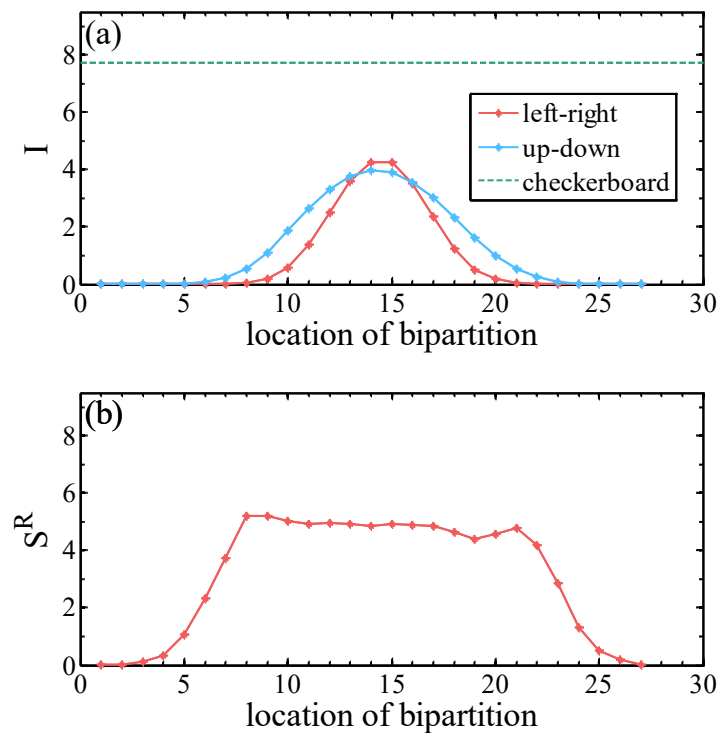 (a)
8
6
4
2
0
I
left-right
up-down
checkerboard
0 5 10 15 20 25 30
location of bipartition
(b)
8
6
4
2
0
S^R
0 5 10 15 20 25 30
location of bipartition